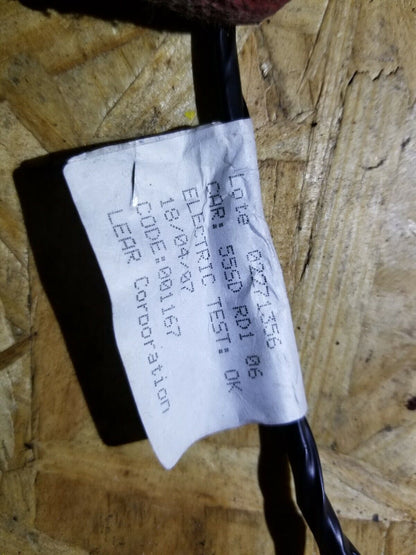 Lote 02271356
CAR: 555D RD1 06
ELECTRIC TEST: OK
18/04/07
CODE:001167
LEAR Corporation